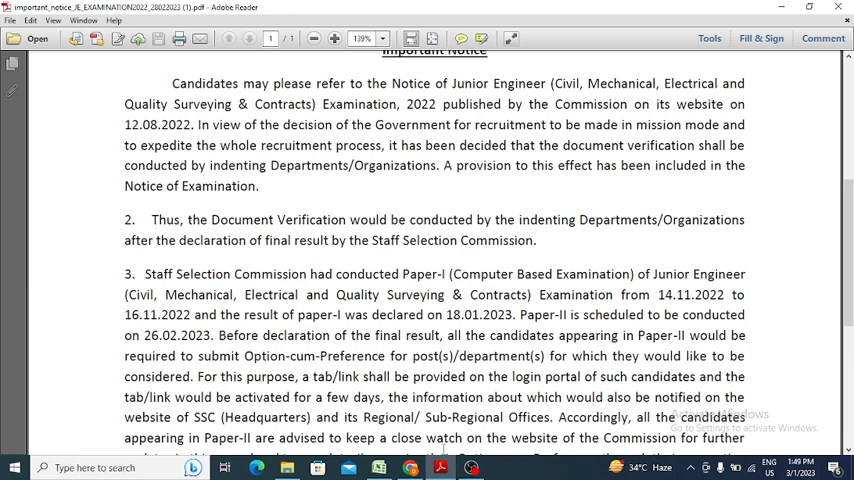 important_notice_JE_EXAMINATION2022_28022023 (1).pdf - Adobe Reader
File Edit View Window Help
Open 1 / 1 139% Tools Fill & Sign Comment
Important Notice
Candidates may please refer to the Notice of Junior Engineer (Civil, Mechanical, Electrical and
Quality Surveying & Contracts) Examination, 2022 published by the Commission on its website on
12.08.2022. In view of the decision of the Government for recruitment to be made in mission mode and
to expedite the whole recruitment process, it has been decided that the document verification shall be
conducted by indenting Departments/Organizations. A provision to this effect has been included in the
Notice of Examination.
2. Thus, the Document Verification would be conducted by the indenting Departments/Organizations
after the declaration of final result by the Staff Selection Commission.
3. Staff Selection Commission had conducted Paper-I (Computer Based Examination) of Junior Engineer
(Civil, Mechanical, Electrical and Quality Surveying & Contracts) Examination from 14.11.2022 to
16.11.2022 and the result of paper-I was declared on 18.01.2023. Paper-II is scheduled to be conducted
on 26.02.2023. Before declaration of the final result, all the candidates appearing in Paper-II would be
required to submit Option-cum-Preference for post(s)/department(s) for which they would like to be
considered. For this purpose, a tab/link shall be provided on the login portal of such candidates and the
tab/link would be activated for a few days, the information about which would also be notified on the
website of SSC (Headquarters) and its Regional/ Sub-Regional Offices. Accordingly, all the candidates
appearing in Paper-II are advised to keep a close watch on the website of the Commission for further
Activate Windows
Go to Settings to activate Windows.
Type here to search
34°C Haze
ENG
US
1:49 PM
3/1/2023
6